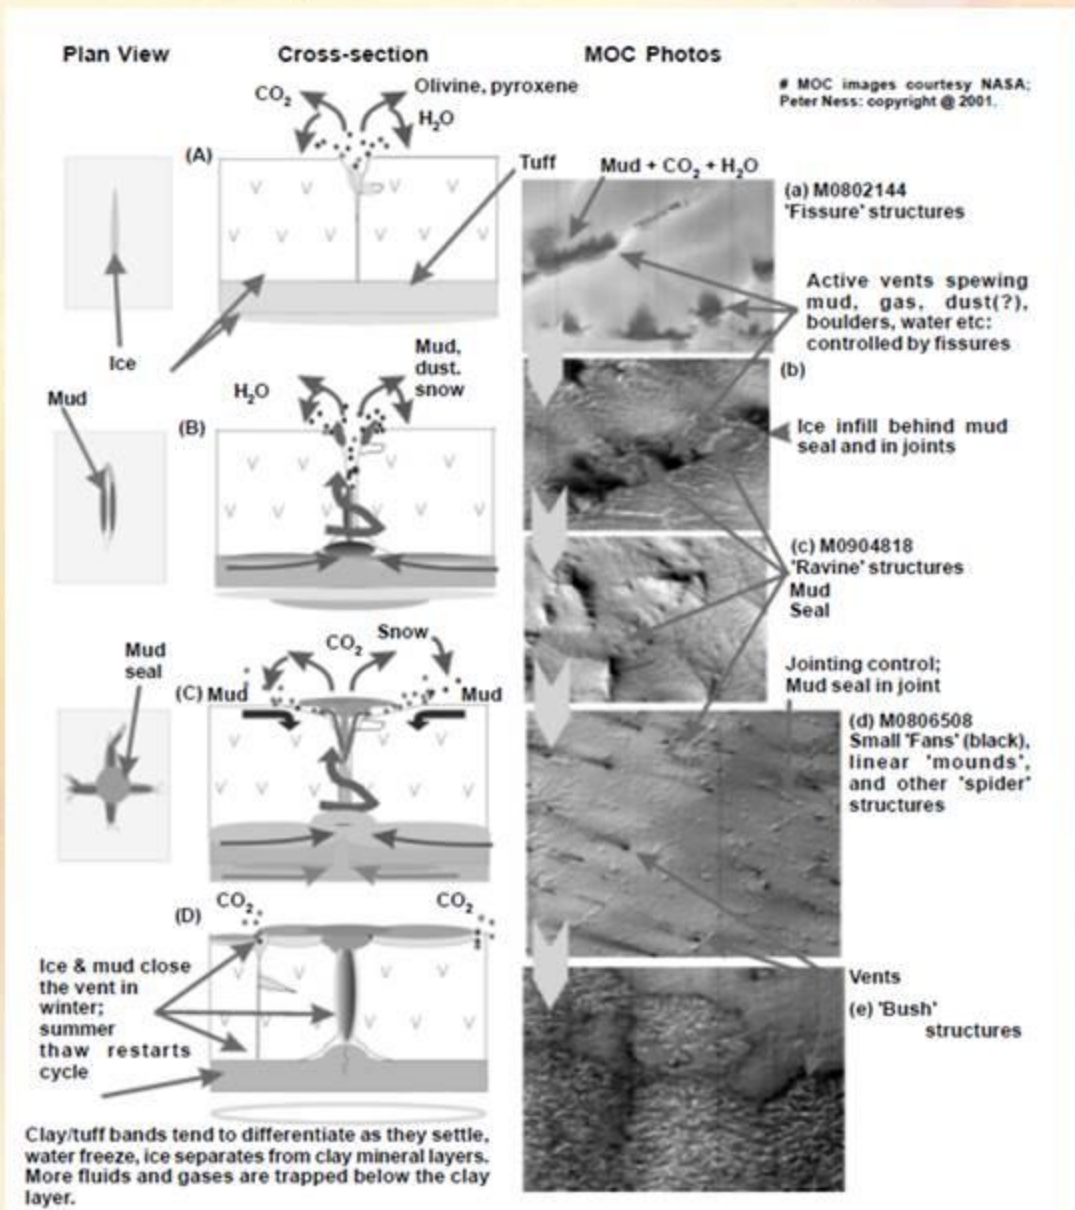 Plan View
Cross-section
MOC Photos
# MOC images courtesy NASA;
Peter Ness: copyright @ 2001.
CO2
Olivine, pyroxene
H2O
(A)
Tuff
Mud + CO2 + H2O
(a) M0802144
'Fissure' structures
V V V
V V V V V
Active vents spewing
mud, gas, dust(?),
boulders, water etc:
controlled by fissures
Ice
Mud
H2O
Mud,
dust.
snow
(B)
(b)
Ice infill behind mud
seal and in joints
V V V
V V V V
(c) M0904818
'Ravine' structures
Mud
Seal
Mud
seal
CO2
Snow
(C) Mud
Mud
V V V
V V V V
Jointing control;
Mud seal in joint
(d) M0806508
Small 'Fans' (black),
linear 'mounds',
and other 'spider'
structures
CO2
CO2
(D)
Ice & mud close
the vent in
winter;
summer
thaw restarts
cycle
V V V V
V V V
Vents
(e) 'Bush'
structures
Clay/tuff bands tend to differentiate as they settle,
water freeze, ice separates from clay mineral layers.
More fluids and gases are trapped below the clay
layer.